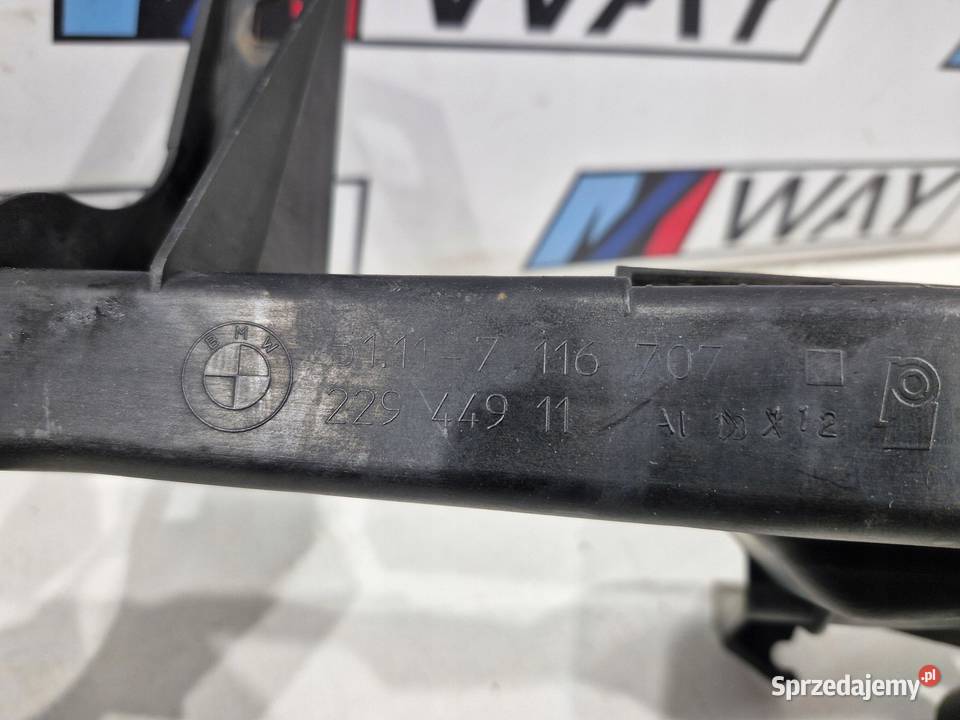 WAY
WAY
BMW
51.11-7 116 707
229 449 11
Sprzedajemy.pl